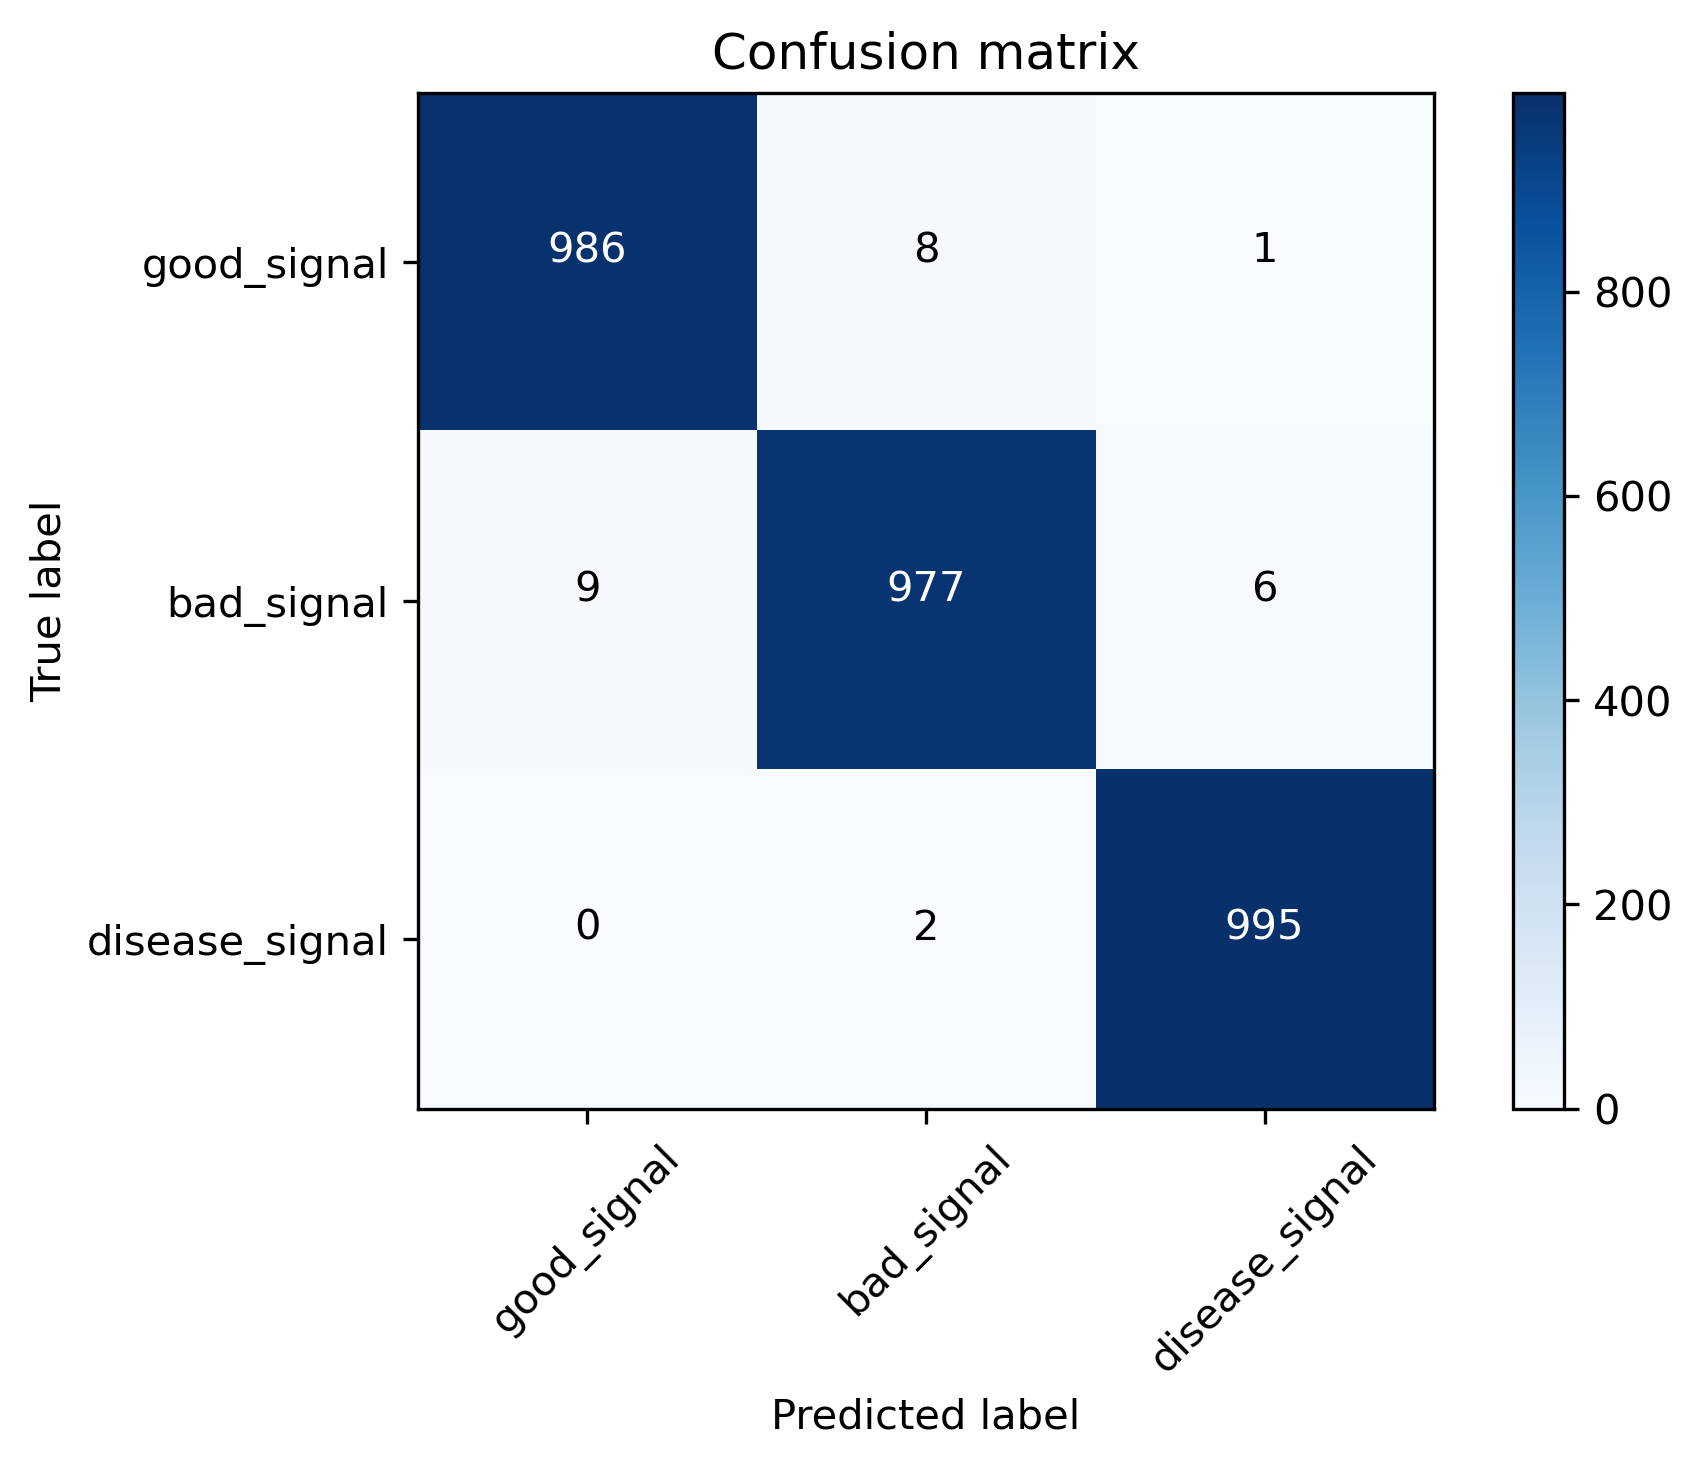 Confusion matrix
True label
good_signal
bad_signal
disease_signal
986 8 1
9 977 6
0 2 995
good_signal
bad_signal
disease_signal
Predicted label
800
600
400
200
0